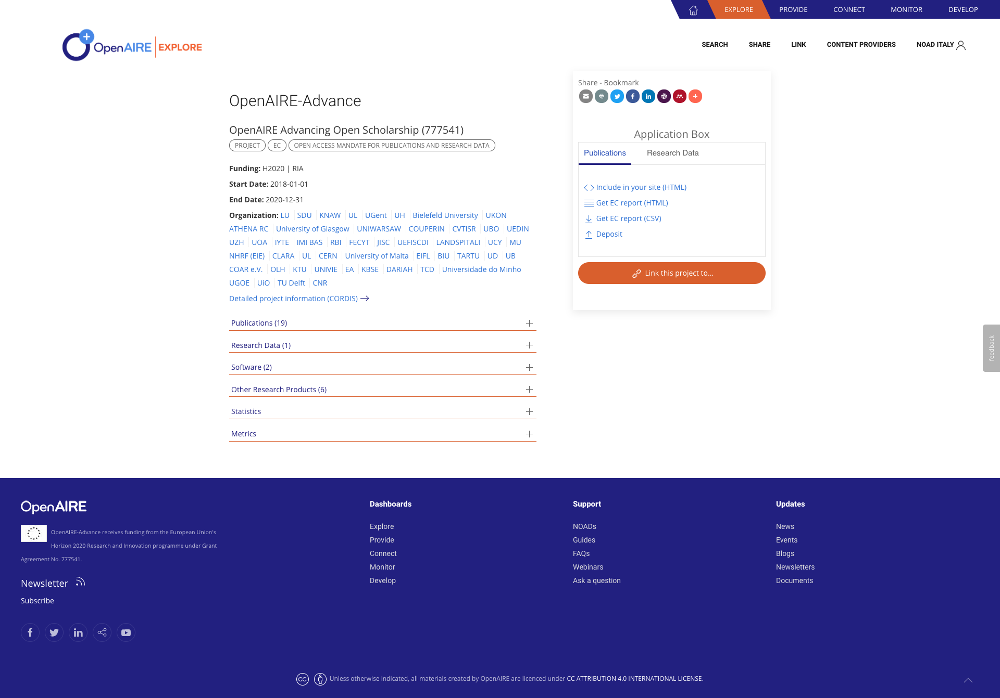 EXPLORE PROVIDE CONNECT MONITOR DEVELOP
OpenAIRE EXPLORE
SEARCH SHARE LINK CONTENT PROVIDERS NOAD ITALY
OpenAIRE-Advance
OpenAIRE Advancing Open Scholarship (777541)
PROJECT EC OPEN ACCESS MANDATE FOR PUBLICATIONS AND RESEARCH DATA
Funding: H2020 | RIA
Start Date: 2018-01-01
End Date: 2020-12-31
Organization: LU SDU KNAW UL UGent UH Bielefeld University UKON
ATHENA RC University of Glasgow UNIWARSAW COUPERIN CVTISR UBO UEDIN
UZH UOA IYTE IMI BAS RBI FECYT JISC UEFISCDI LANDSPITALI UCY MU
NHRF (EIE) CLARA UL CERN University of Malta EIFL BIU TARTU UD UB
COAR e.V. OLH KTU UNIVIE EA KBSE DARIAH TCD Universidade do Minho
UGOE UiO TU Delft CNR
Detailed project information (CORDIS)
Publications (19)
Research Data (1)
Software (2)
Other Research Products (6)
Statistics
Metrics
Share - Bookmark
Application Box
Publications Research Data
Include in your site (HTML)
Get EC report (HTML)
Get EC report (CSV)
Deposit
Link this project to...
feedback
OpenAIRE
OpenAIRE-Advance receives funding from the European Union's
Horizon 2020 Research and Innovation programme under Grant
Agreement No. 777541.
Newsletter
Subscribe
Dashboards
Explore
Provide
Connect
Monitor
Develop
Support
NOADs
Guides
FAQs
Webinars
Ask a question
Updates
News
Events
Blogs
Newsletters
Documents
Unless otherwise indicated, all materials created by OpenAIRE are licenced under CC ATTRIBUTION 4.0 INTERNATIONAL LICENSE.